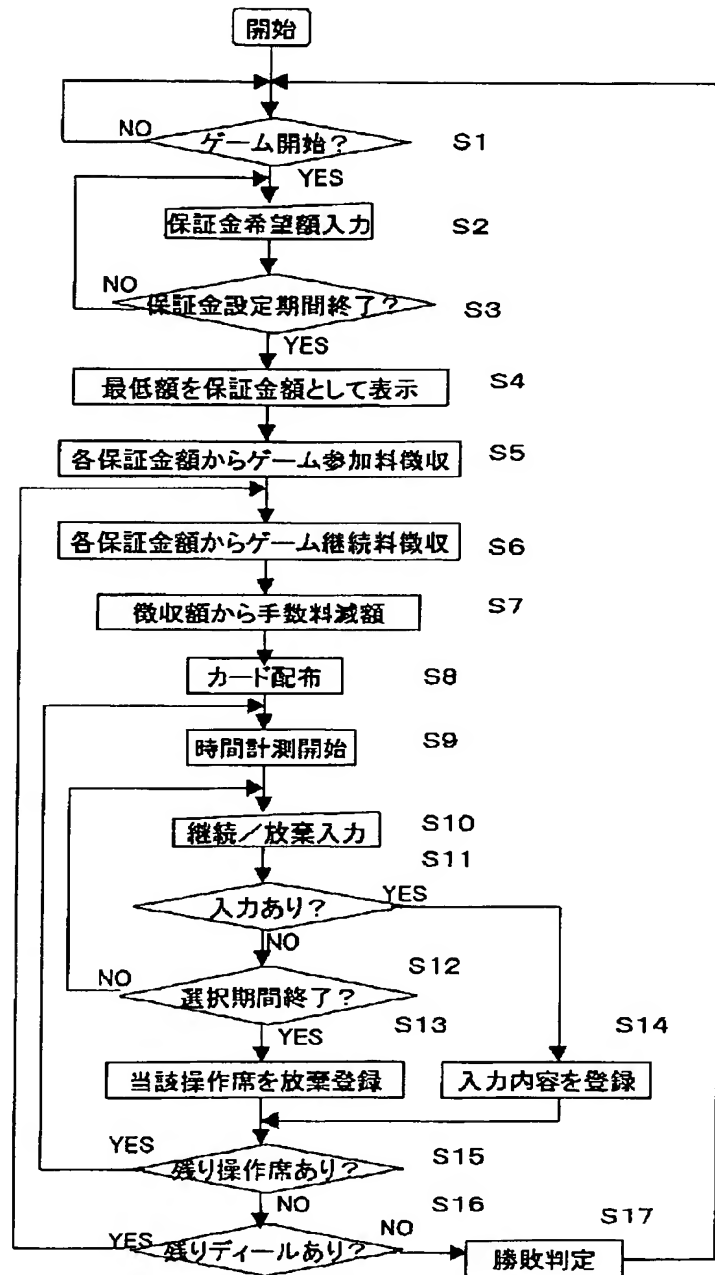 開始
NO
ゲーム開始？
S1
YES
保証金希望額入力
S2
NO
保証金設定期間終了？
S3
YES
最低額を保証金額として表示
S4
各保証金額からゲーム参加料徴収
S5
各保証金額からゲーム継続料徴収
S6
徴収額から手数料減額
S7
カード配布
S8
時間計測開始
S9
継続／放棄入力
S10
S11
入力あり？
YES
NO
S12
NO
選択期間終了？
YES
S13
S14
当該操作席を放棄登録
入力内容を登録
YES
残り操作席あり？
S15
NO
S16
YES
残りディールあり？
NO
S17
勝敗判定